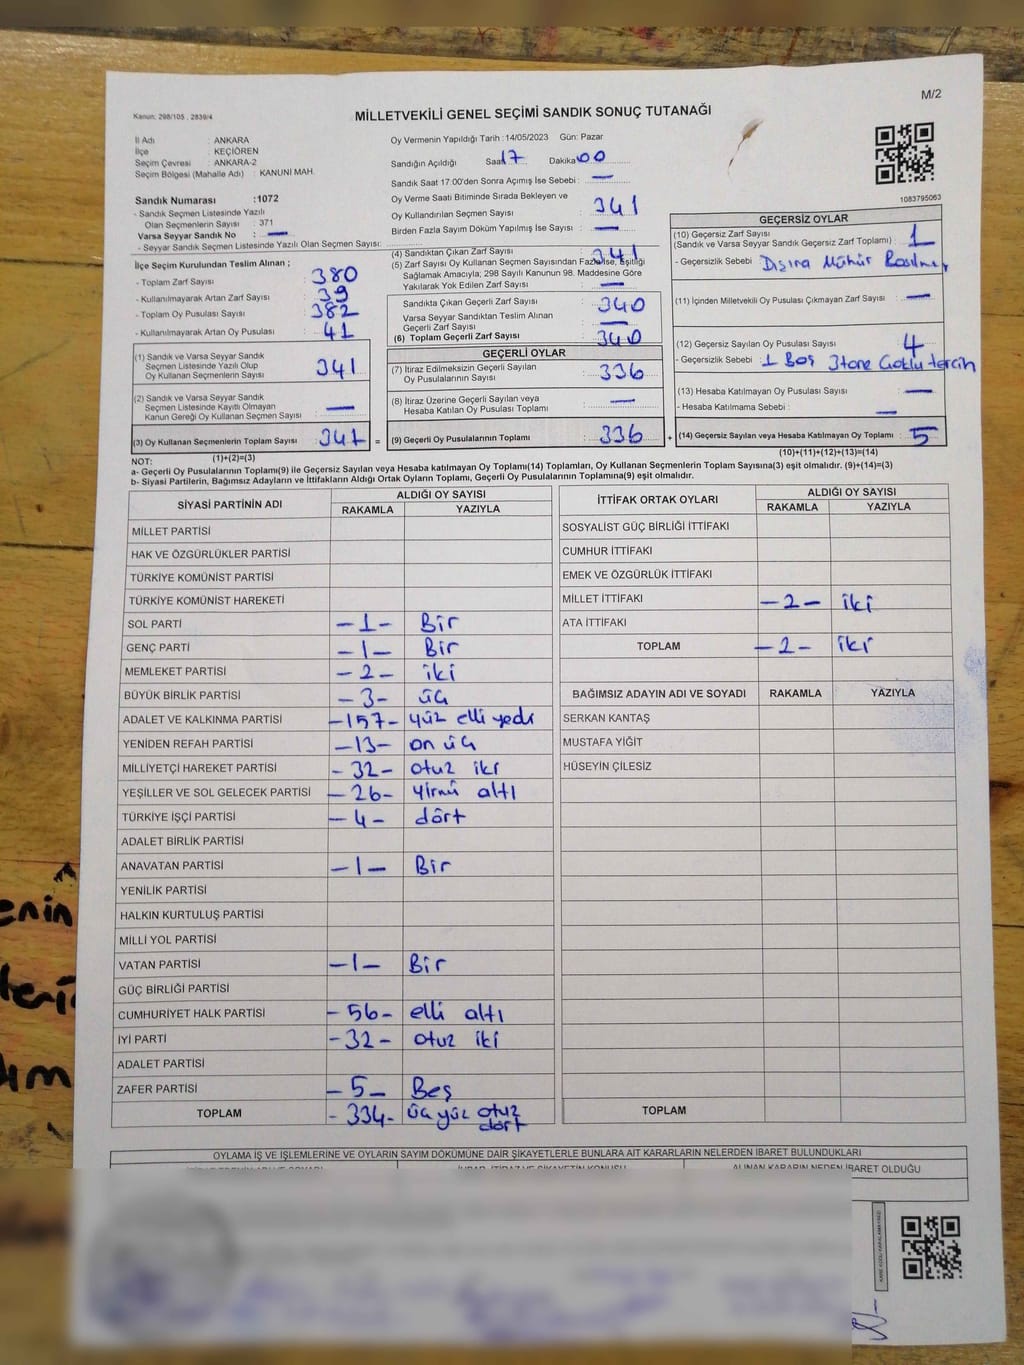 M/2
Kanun: 298/105 , 2839/4
MİLLETVEKİLİ GENEL SEÇİMİ SANDIK SONUÇ TUTANAĞI
İl Adı : ANKARA
İlçe : KEÇİÖREN
Seçim Çevresi : ANKARA-2
Seçim Bölgesi (Mahalle Adı) : KANUNİ MAH.
Sandık Numarası :1072
- Sandık Seçmen Listesinde Yazılı
Olan Seçmenlerin Sayısı : 371
Varsa Seyyar Sandık No : —
- Seyyar Sandık Seçmen Listesinde Yazılı Olan Seçmen Sayısı:
İlçe Seçim Kurulundan Teslim Alınan ;
- Toplam Zarf Sayısı : 380
- Kullanılmayarak Artan Zarf Sayısı : 39
- Toplam Oy Pusulası Sayısı : 382
- Kullanılmayarak Artan Oy Pusulası : 41
(1) Sandık ve Varsa Seyyar Sandık
Seçmen Listesinde Yazılı Olup
Oy Kullanan Seçmenlerin Sayısı : 341
(2) Sandık ve Varsa Seyyar Sandık
Seçmen Listesinde Kayıtlı Olmayan
Kanun Gereği Oy Kullanan Seçmen Sayısı : —
(3) Oy Kullanan Seçmenlerin Toplam Sayısı : 341 =
(1)+(2)=(3)
Oy Vermenin Yapıldığı Tarih : 14/05/2023 Gün: Pazar
Sandığın Açıldığı Saat 17 Dakika 00
Sandık Saat 17:00'den Sonra Açımış İse Sebebi : —
Oy Verme Saati Bitiminde Sırada Bekleyen ve
Oy Kullandırılan Seçmen Sayısı : 341
Birden Fazla Sayım Döküm Yapılmış İse Sayısı : —
(4) Sandıktan Çıkan Zarf Sayısı : 341
(5) Zarf Sayısı Oy Kullanan Seçmen Sayısından Fazla İse, Eşitliği
Sağlamak Amacıyla; 298 Sayılı Kanunun 98. Maddesine Göre
Yakılarak Yok Edilen Zarf Sayısı : —
Sandıkta Çıkan Geçerli Zarf Sayısı : 340
Varsa Seyyar Sandıktan Teslim Alınan
Geçerli Zarf Sayısı : —
(6) Toplam Geçerli Zarf Sayısı : 340
GEÇERLİ OYLAR
(7) İtiraz Edilmeksizin Geçerli Sayılan
Oy Pusulalarının Sayısı : 336
(8) İtiraz Üzerine Geçerli Sayılan veya
Hesaba Katılan Oy Pusulası Toplamı : —
(9) Geçerli Oy Pusulalarının Toplamı : 336 +
1083795063
GEÇERSİZ OYLAR
(10) Geçersiz Zarf Sayısı : 1
(Sandık ve Varsa Seyyar Sandık Geçersiz Zarf Toplamı)
- Geçersizlik Sebebi : Dışına Mühür Basılmış
(11) İçinden Milletvekili Oy Pusulası Çıkmayan Zarf Sayısı : —
(12) Geçersiz Sayılan Oy Pusulası Sayısı : 4
- Geçersizlik Sebebi : 1 Boş 3tane Çoklu tercih
(13) Hesaba Katılmayan Oy Pusulası Sayısı : —
- Hesaba Katılmama Sebebi : —
(14) Geçersiz Sayılan veya Hesaba Katılmayan Oy Toplamı : 5
(10)+(11)+(12)+(13)=(14)
NOT:
a- Geçerli Oy Pusulalarının Toplamı(9) ile Geçersiz Sayılan veya Hesaba Katılmayan Oy Toplamı(14) Toplamları, Oy Kullanan Seçmenlerin Toplam Sayısına(3) eşit olmalıdır. (9)+(14)=(3)
b- Siyasi Partilerin, Bağımsız Adayların ve İttifakların Aldığı Ortak Oyların Toplamı, Geçerli Oy Pusulalarının Toplamına(9) eşit olmalıdır.
SİYASİ PARTİNİN ADI ALDIĞI OY SAYISI
RAKAMLA YAZIYLA
MİLLET PARTİSİ
HAK VE ÖZGÜRLÜKLER PARTİSİ
TÜRKİYE KOMÜNİST PARTİSİ
TÜRKİYE KOMÜNİST HAREKETİ
SOL PARTİ -1- Bir
GENÇ PARTİ -1- Bir
MEMLEKET PARTİSİ -2- iki
BÜYÜK BİRLİK PARTİSİ -3- üç
ADALET VE KALKINMA PARTİSİ -157- yüz elli yedi
YENİDEN REFAH PARTİSİ -13- on üç
MİLLİYETÇİ HAREKET PARTİSİ -32- otuz iki
YEŞİLLER VE SOL GELECEK PARTİSİ -26- yirmi altı
TÜRKİYE İŞÇİ PARTİSİ -4- dört
ADALET BİRLİK PARTİSİ
ANAVATAN PARTİSİ -1- Bir
YENİLİK PARTİSİ
HALKIN KURTULUŞ PARTİSİ
MİLLİ YOL PARTİSİ
VATAN PARTİSİ -1- Bir
GÜÇ BİRLİĞİ PARTİSİ
CUMHURİYET HALK PARTİSİ -56- elli altı
İYİ PARTİ -32- otuz iki
ADALET PARTİSİ
ZAFER PARTİSİ -5- Beş
TOPLAM -334- üç yüz otuz
dört
İTTİFAK ORTAK OYLARI ALDIĞI OY SAYISI
RAKAMLA YAZIYLA
SOSYALİST GÜÇ BİRLİĞİ İTTİFAKI
CUMHUR İTTİFAKI
EMEK VE ÖZGÜRLÜK İTTİFAKI
MİLLET İTTİFAKI -2- iki
ATA İTTİFAKI
TOPLAM -2- iki
BAĞIMSIZ ADAYIN ADI VE SOYADI RAKAMLA YAZIYLA
SERKAN KANTAŞ
MUSTAFA YİĞİT
HÜSEYİN ÇİLESİZ
TOPLAM
OYLAMA İŞ VE İŞLEMLERİNE VE OYLARIN SAYIM DÖKÜMÜNE DAİR ŞİKAYETLERLE BUNLARA AİT KARARLARIN NELERDEN İBARET BULUNDUKLARI
ALINAN KARARIN NEDEN İBARET OLDUĞU